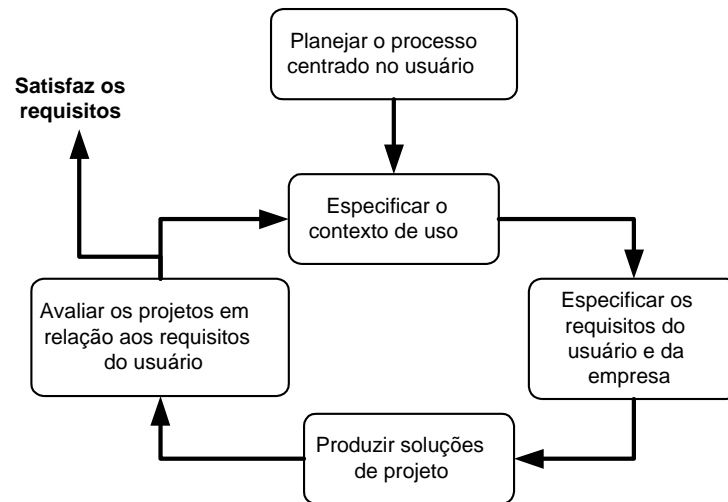 Planejar o processo
centrado no usuário
Satisfaz os
requisitos
Especificar o
contexto de uso
Avaliar os projetos em
relação aos requisitos
do usuário
Especificar os
requisitos do
usuário e da
empresa
Produzir soluções
de projeto